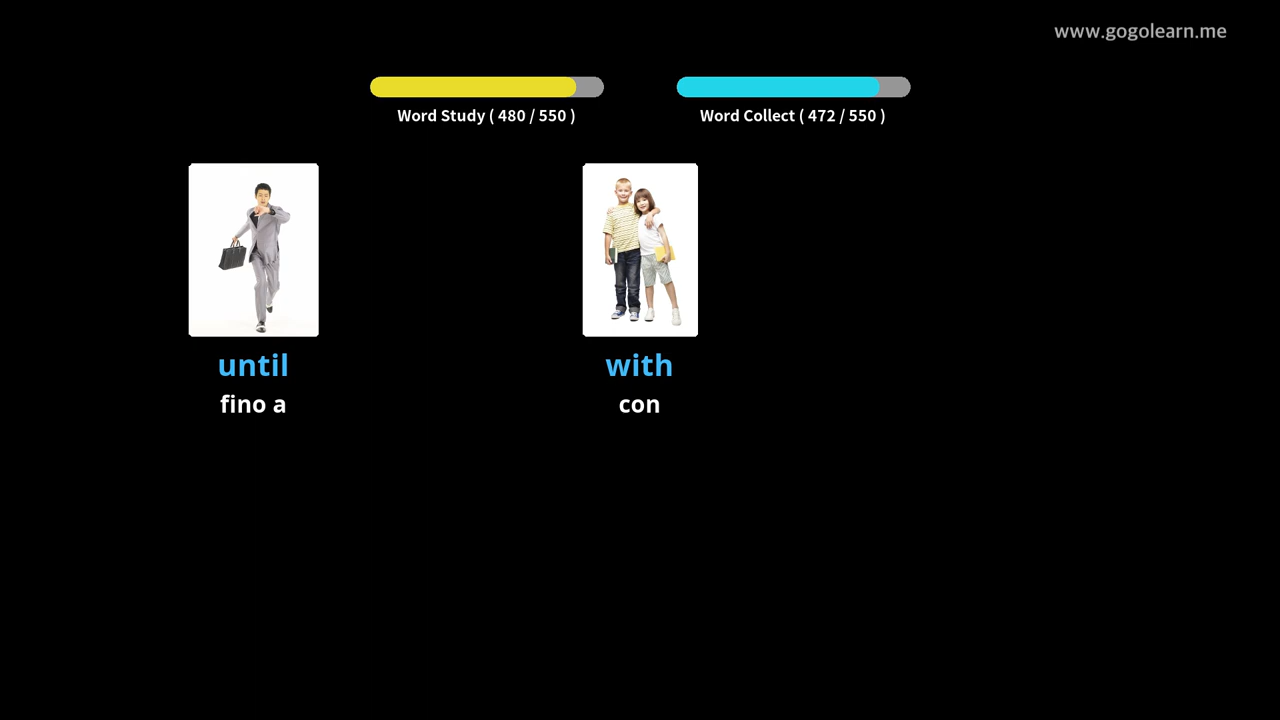 www.gogolearn.me
Word Study ( 480 / 550 )
Word Collect ( 472 / 550 )
until
fino a
with
con